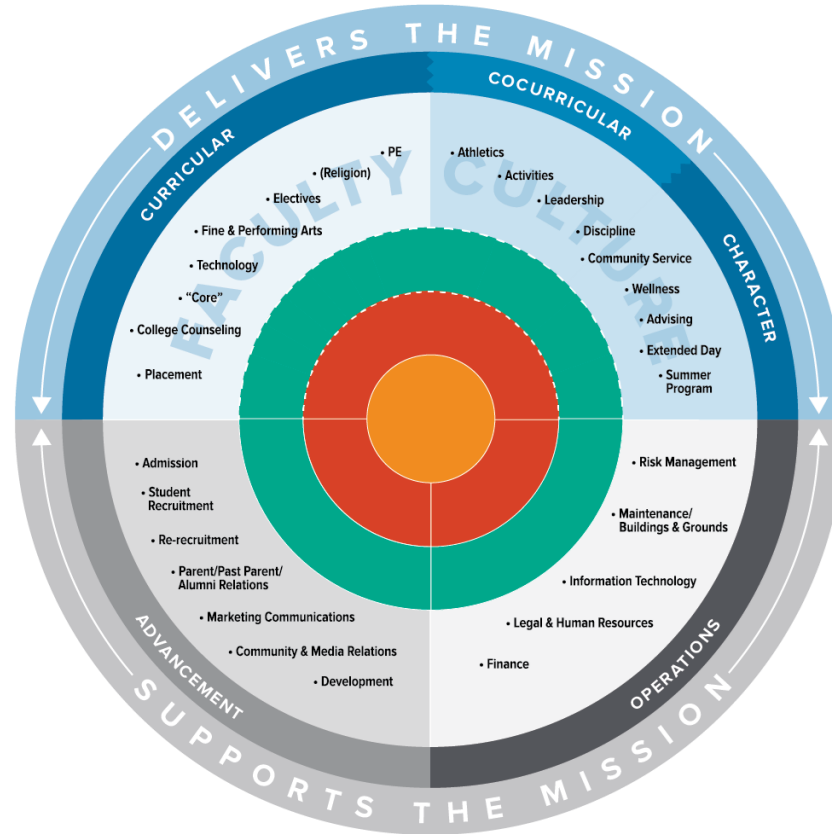 DELIVERS THE MISSION
CURRICULAR
COCURRICULAR
CHARACTER
FACULTY CULTURE
• PE
• (Religion)
• Electives
• Fine & Performing Arts
• Technology
• “Core”
• College Counseling
• Placement
• Athletics
• Activities
• Leadership
• Discipline
• Community Service
• Wellness
• Advising
• Extended Day
• Summer
Program
• Admission
• Student
Recruitment
• Re-recruitment
• Parent/Past Parent/
Alumni Relations
• Marketing Communications
• Community & Media Relations
• Development
• Risk Management
• Maintenance/
Buildings & Grounds
• Information Technology
• Legal & Human Resources
• Finance
ADVANCEMENT
OPERATIONS
SUPPORTS THE MISSION